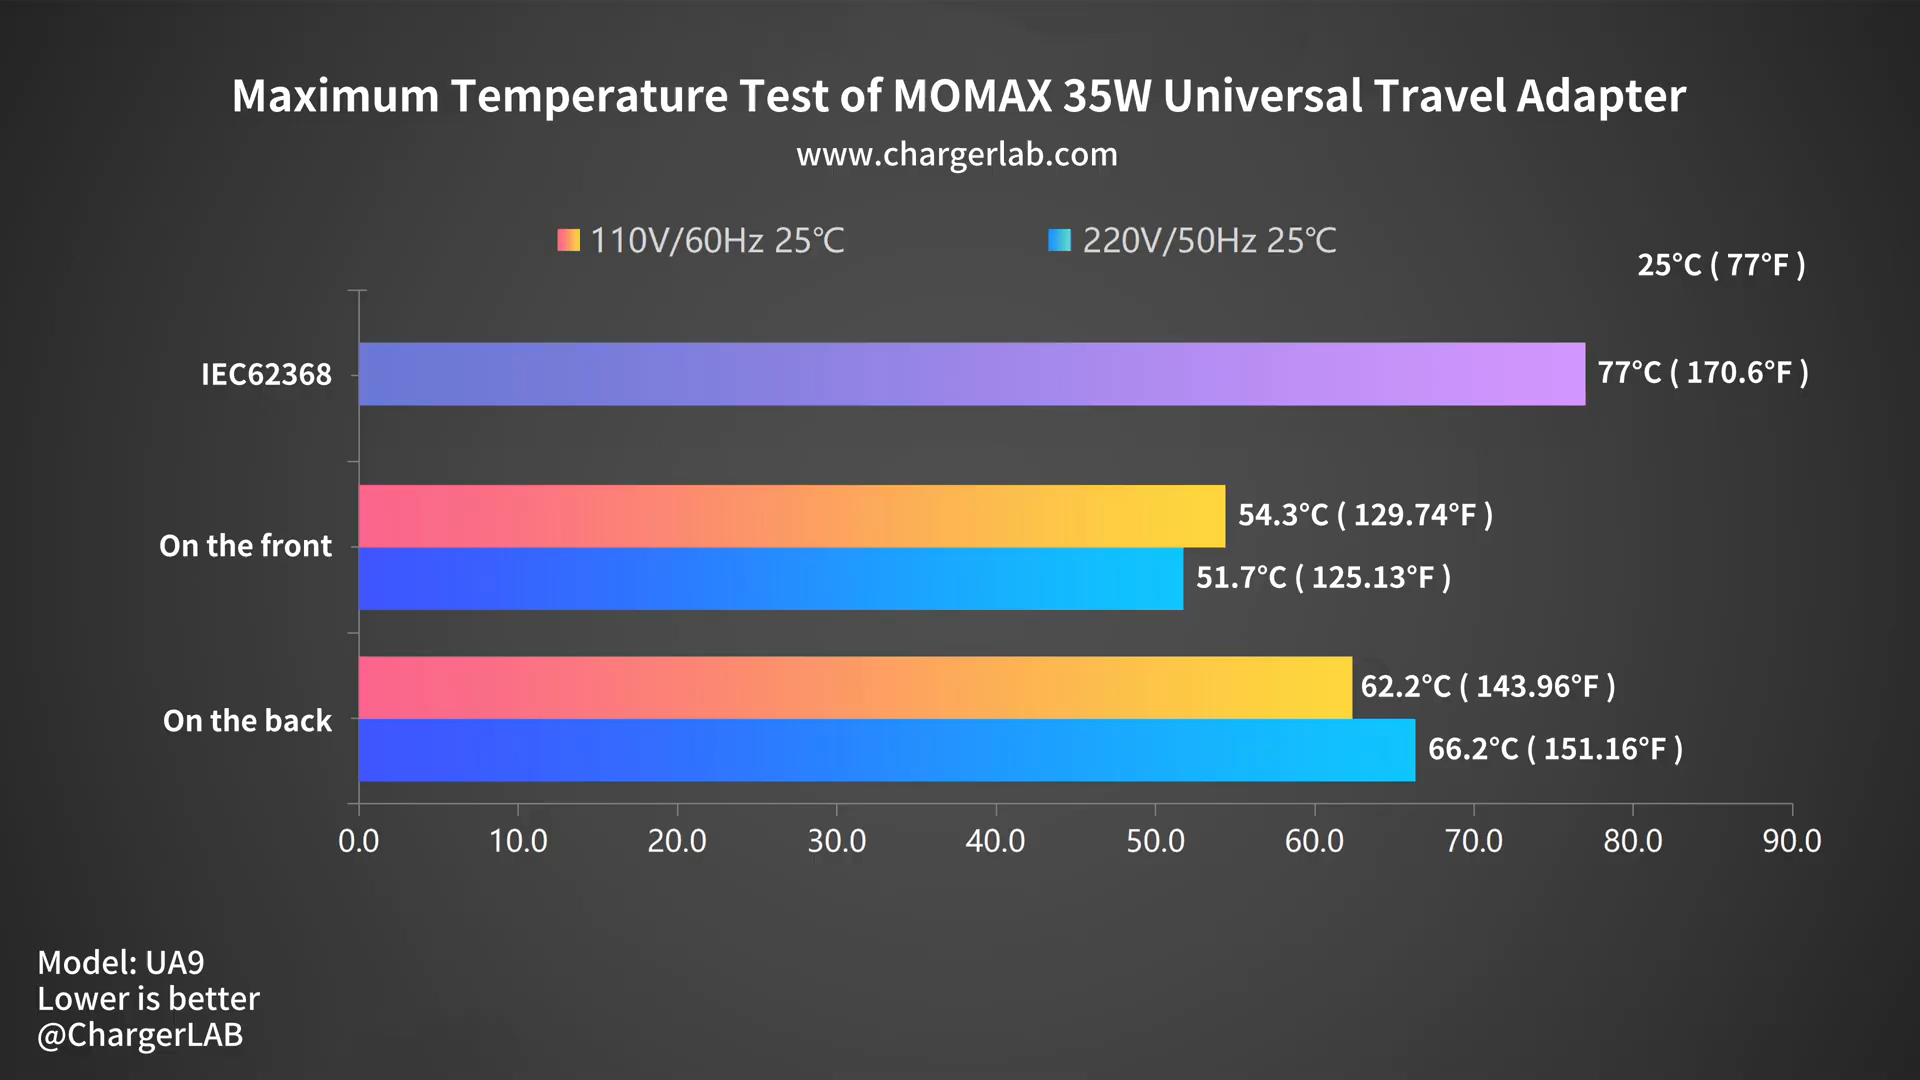 Maximum Temperature Test of MOMAX 35W Universal Travel Adapter
www.chargerlab.com
110V/60Hz 25℃
220V/50Hz 25℃
25°C ( 77°F )
IEC62368
77°C ( 170.6°F )
On the front
54.3°C ( 129.74°F )
51.7°C ( 125.13°F )
On the back
62.2°C ( 143.96°F )
66.2°C ( 151.16°F )
0.0 10.0 20.0 30.0 40.0 50.0 60.0 70.0 80.0 90.0
Model: UA9
Lower is better
@ChargerLAB